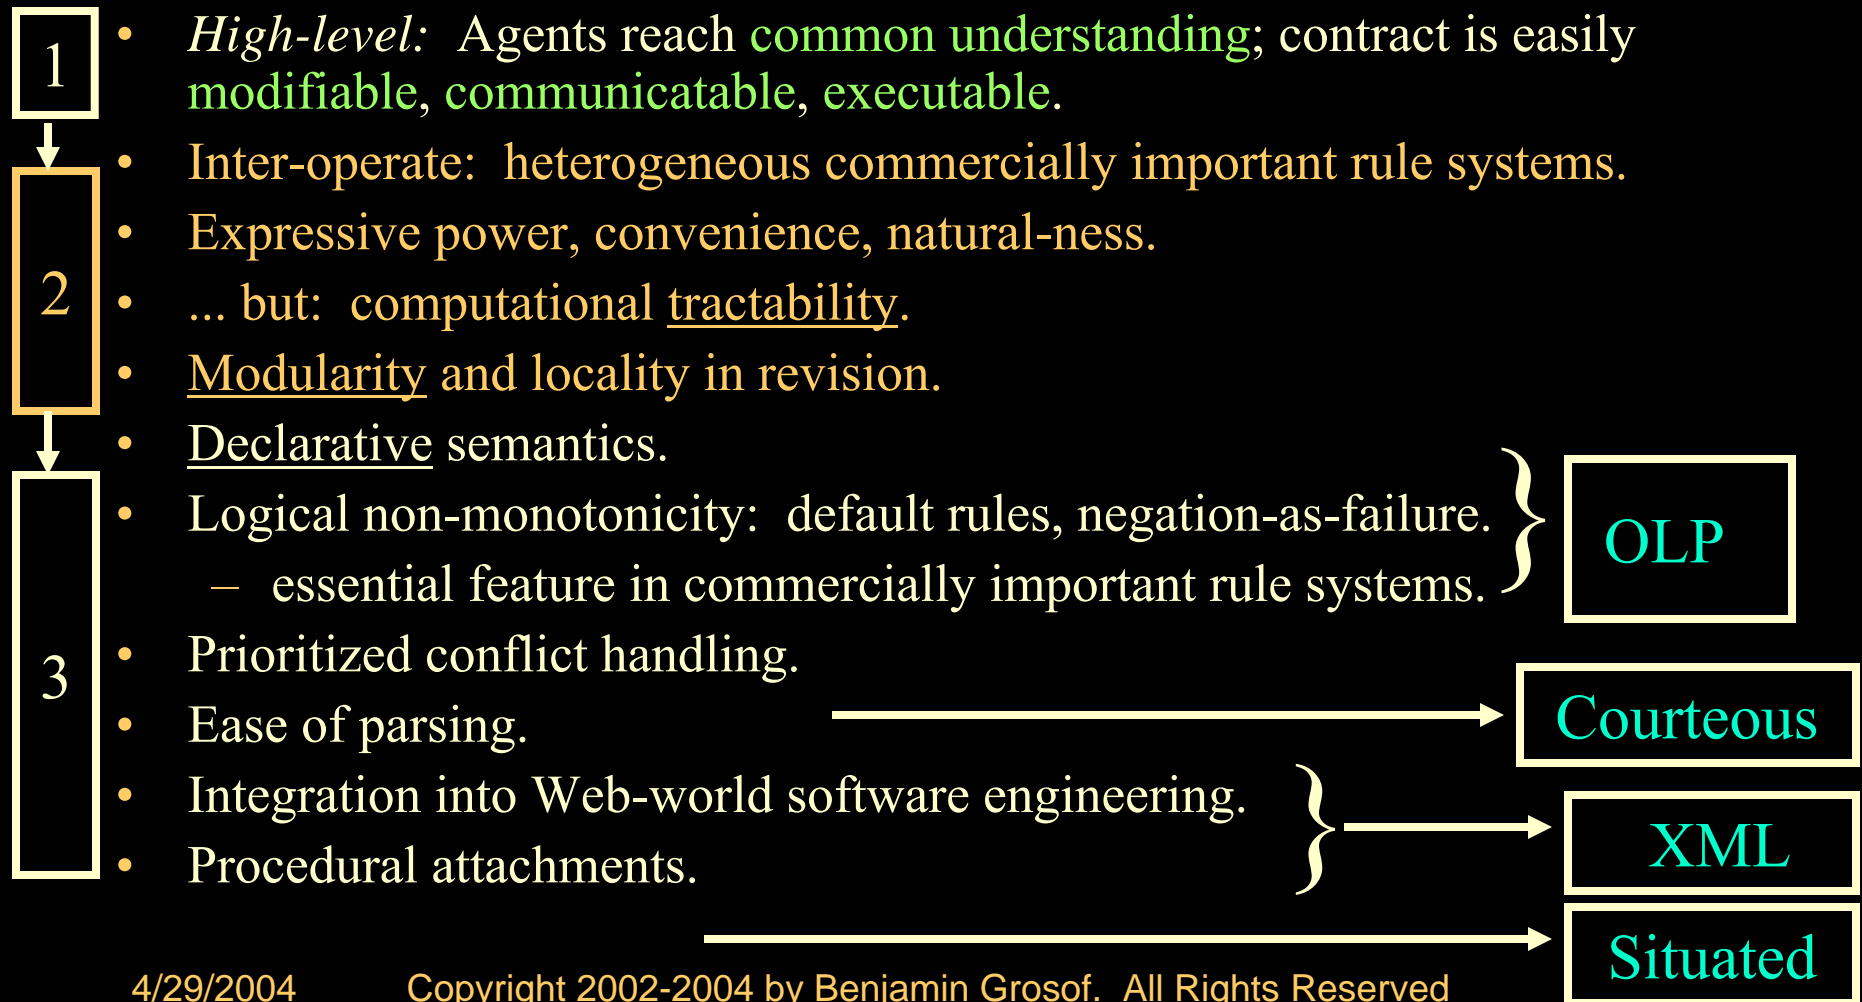 1
• High-level: Agents reach common understanding; contract is easily
modifiable, communicatable, executable.
2
• Inter-operate: heterogeneous commercially important rule systems.
• Expressive power, convenience, natural-ness.
• ... but: computational tractability.
• Modularity and locality in revision.
3
• Declarative semantics.
• Logical non-monotonicity: default rules, negation-as-failure.
– essential feature in commercially important rule systems.
OLP
• Prioritized conflict handling.
Courteous
• Ease of parsing.
• Integration into Web-world software engineering.
XML
• Procedural attachments.
Situated
4/29/2004 Copyright 2002-2004 by Benjamin Grosof. All Rights Reserved